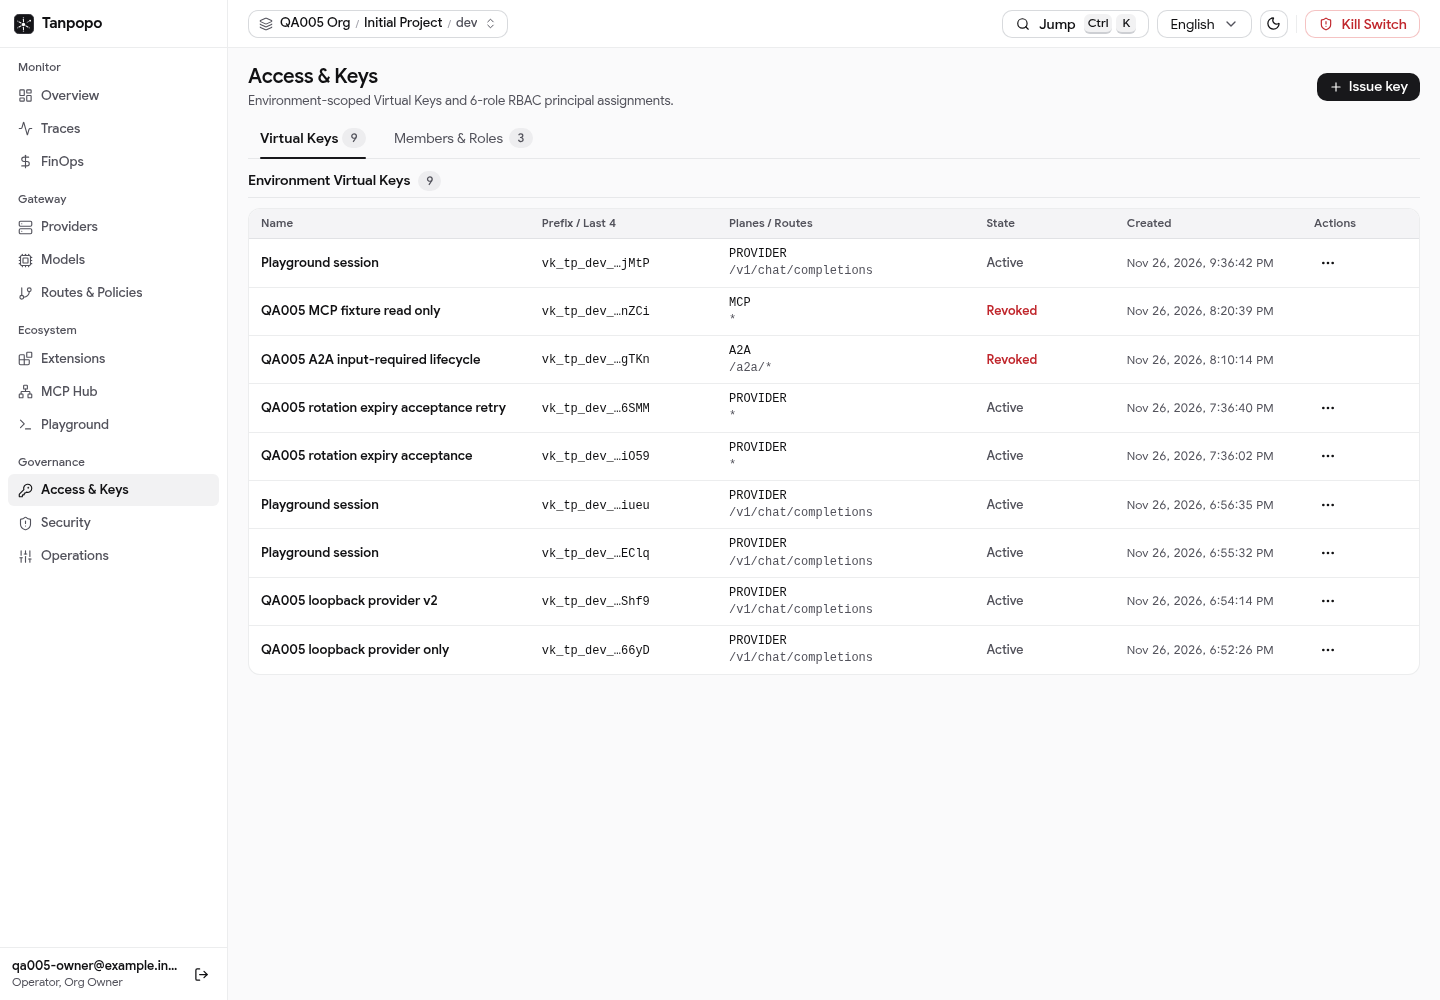 Tanpopo
QA005 Org / Initial Project / dev
Jump Ctrl K
English
Kill Switch
Monitor
Overview
Traces
FinOps
Gateway
Providers
Models
Routes & Policies
Ecosystem
Extensions
MCP Hub
Playground
Governance
Access & Keys
Security
Operations
qa005-owner@example.in...
Operator, Org Owner
Access & Keys
Environment-scoped Virtual Keys and 6-role RBAC principal assignments.
Issue key
Virtual Keys 9 Members & Roles 3
Environment Virtual Keys 9
Name Prefix / Last 4 Planes / Routes State Created Actions
Playground session vk_tp_dev_…jMtP PROVIDER Active Nov 26, 2026, 9:36:42 PM
/v1/chat/completions
QA005 MCP fixture read only vk_tp_dev_…nZCi MCP Revoked Nov 26, 2026, 8:20:39 PM
*
QA005 A2A input-required lifecycle vk_tp_dev_…gTKn A2A Revoked Nov 26, 2026, 8:10:14 PM
/a2a/*
QA005 rotation expiry acceptance retry vk_tp_dev_…6SMM PROVIDER Active Nov 26, 2026, 7:36:40 PM
*
QA005 rotation expiry acceptance vk_tp_dev_…iO59 PROVIDER Active Nov 26, 2026, 7:36:02 PM
*
Playground session vk_tp_dev_…iueu PROVIDER Active Nov 26, 2026, 6:56:35 PM
/v1/chat/completions
Playground session vk_tp_dev_…EClq PROVIDER Active Nov 26, 2026, 6:55:32 PM
/v1/chat/completions
QA005 loopback provider v2 vk_tp_dev_…Shf9 PROVIDER Active Nov 26, 2026, 6:54:14 PM
/v1/chat/completions
QA005 loopback provider only vk_tp_dev_…66yD PROVIDER Active Nov 26, 2026, 6:52:26 PM
/v1/chat/completions